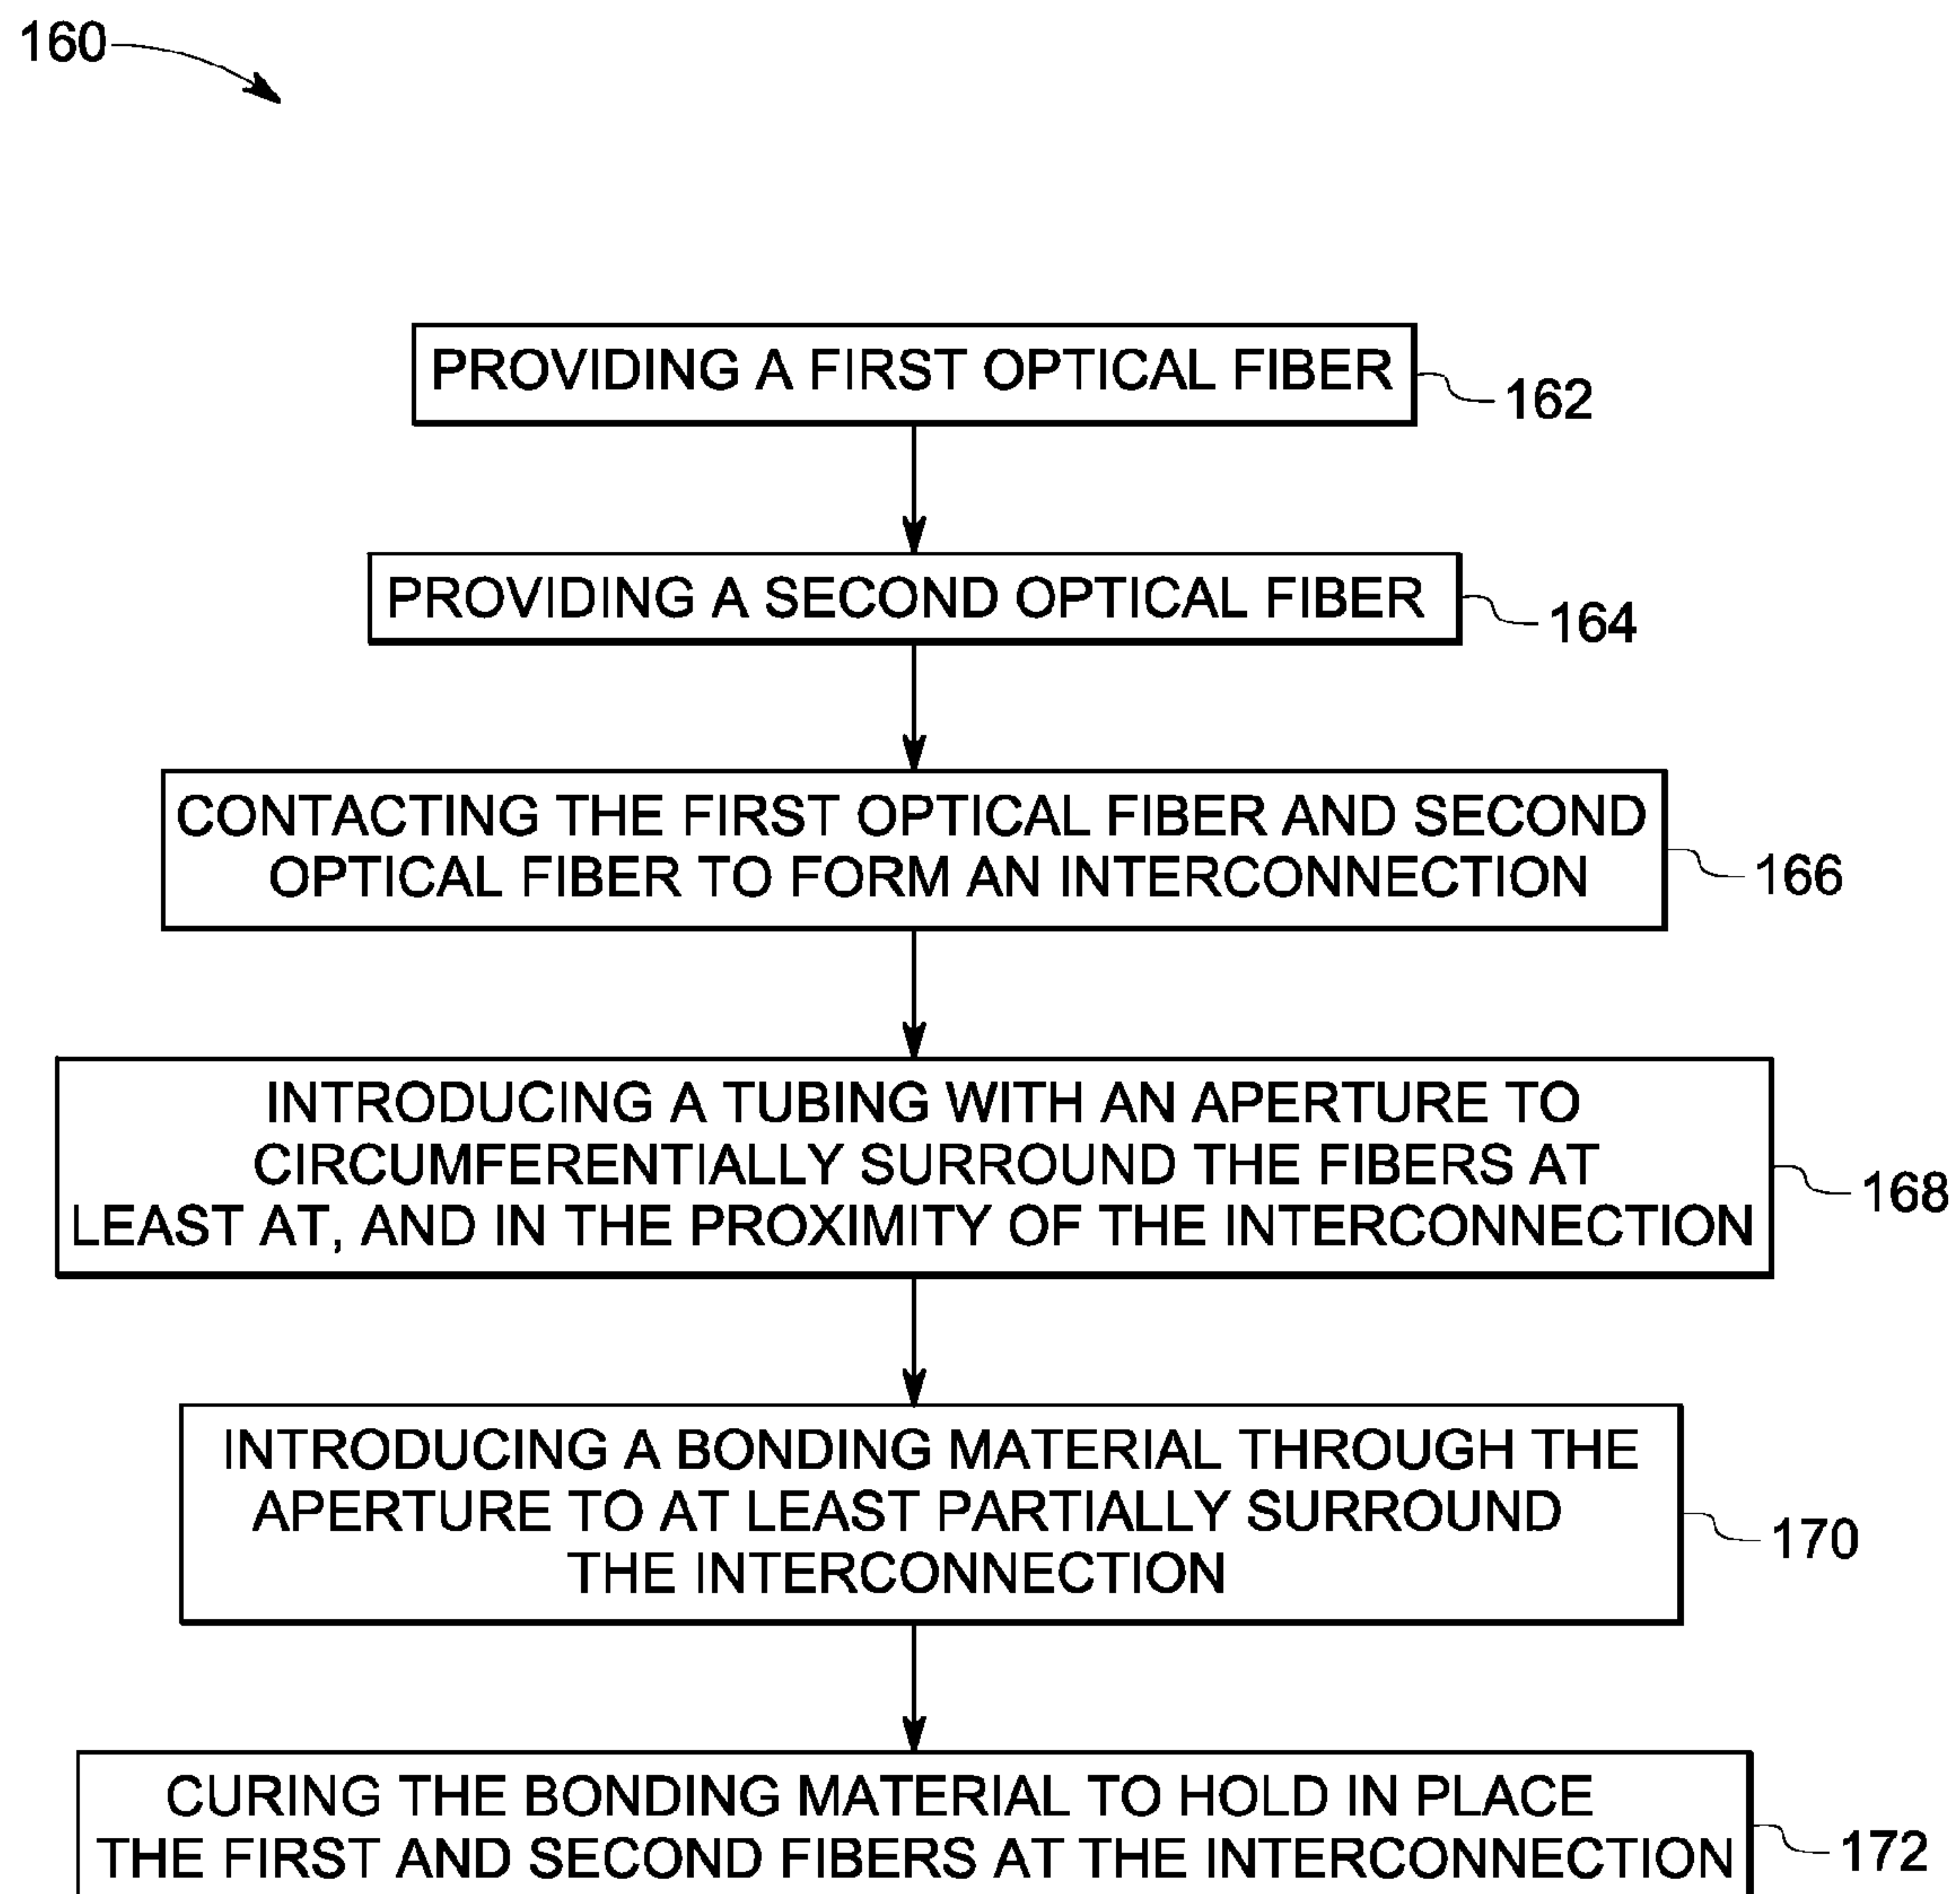 160
PROVIDING A FIRST OPTICAL FIBER
162
PROVIDING A SECOND OPTICAL FIBER
164
CONTACTING THE FIRST OPTICAL FIBER AND SECOND
OPTICAL FIBER TO FORM AN INTERCONNECTION
166
INTRODUCING A TUBING WITH AN APERTURE TO
CIRCUMFERENTIALLY SURROUND THE FIBERS AT
LEAST AT, AND IN THE PROXIMITY OF THE INTERCONNECTION
168
INTRODUCING A BONDING MATERIAL THROUGH THE
APERTURE TO AT LEAST PARTIALLY SURROUND
THE INTERCONNECTION
170
CURING THE BONDING MATERIAL TO HOLD IN PLACE
THE FIRST AND SECOND FIBERS AT THE INTERCONNECTION
172